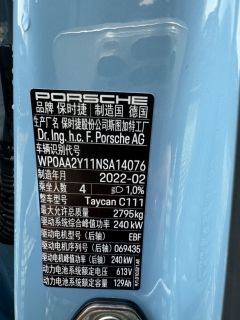 PORSCHE
品牌 保时捷 制造国 德国
生产厂名 保时捷股份公司斯图加特工厂
Dr. Ing. h.c. F. Porsche AG
车辆识别代号
WP0AA2Y11NSA14076
制造年月 2022-02
乘坐人数 4 1,0%
整车型号 Taycan C111
最大允许总质量 2795kg
驱动系统综合峰值功率 240 kW
驱动电机型号（后轴） EBF
驱动电机序列号（后轴） 069435
驱动电机峰值功率（后轴） 240 kW
动力电池系统额定电压 613V
动力电池系统额定容量 129Ah